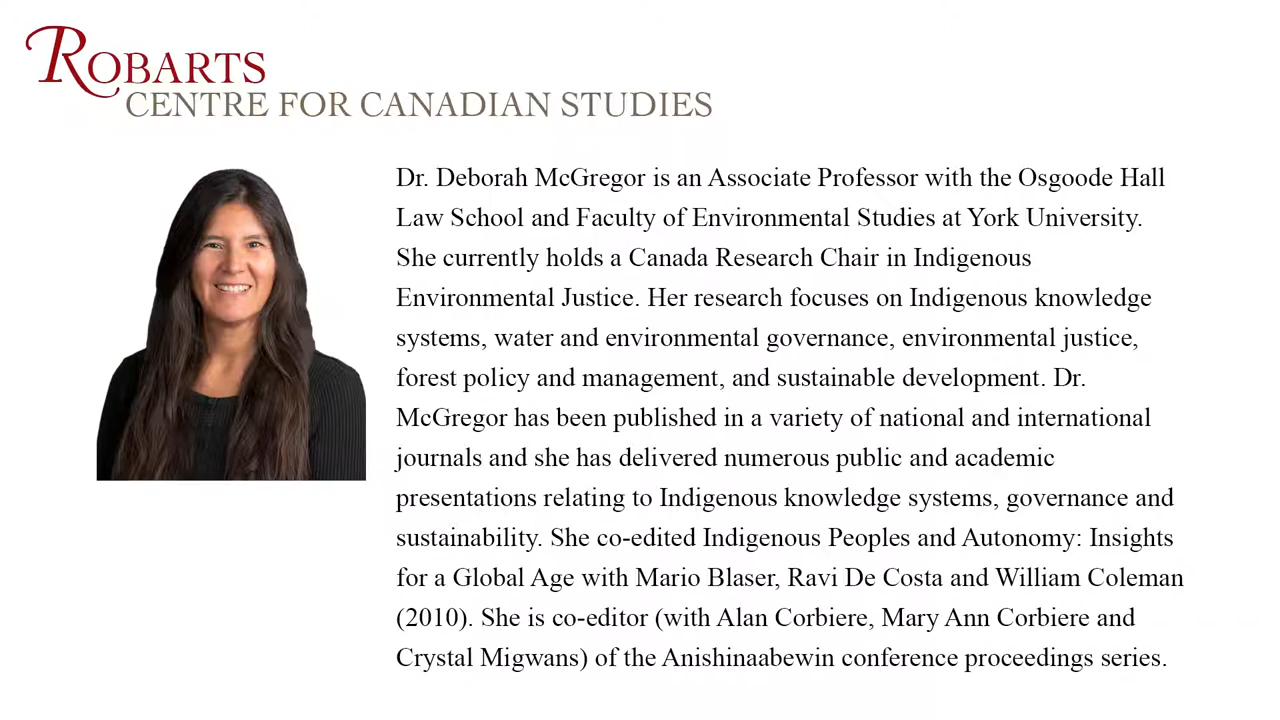 ROBARTS
CENTRE FOR CANADIAN STUDIES
Dr. Deborah McGregor is an Associate Professor with the Osgoode Hall
Law School and Faculty of Environmental Studies at York University.
She currently holds a Canada Research Chair in Indigenous
Environmental Justice. Her research focuses on Indigenous knowledge
systems, water and environmental governance, environmental justice,
forest policy and management, and sustainable development. Dr.
McGregor has been published in a variety of national and international
journals and she has delivered numerous public and academic
presentations relating to Indigenous knowledge systems, governance and
sustainability. She co-edited Indigenous Peoples and Autonomy: Insights
for a Global Age with Mario Blaser, Ravi De Costa and William Coleman
(2010). She is co-editor (with Alan Corbiere, Mary Ann Corbiere and
Crystal Migwans) of the Anishinaabewin conference proceedings series.